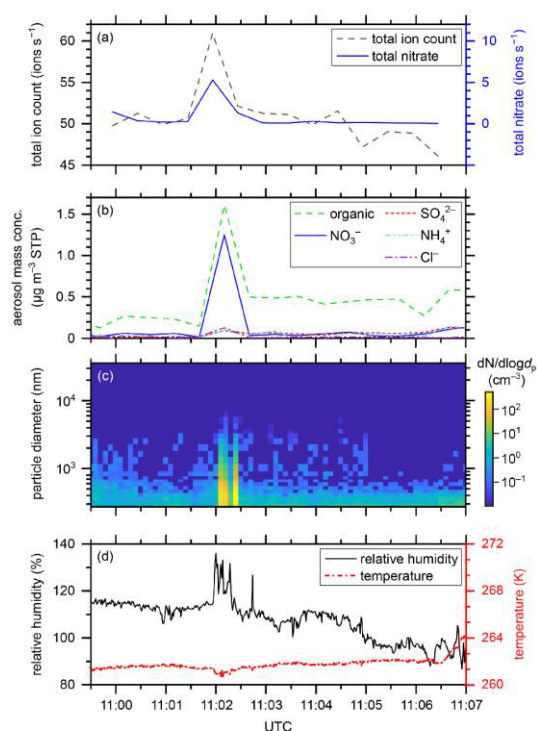 (a)
total ion count
total nitrate
60
55
50
45
total ion count (ions s⁻¹)
10
5
0
-5
total nitrate (ions s⁻¹)
(b)
organic
NO₃⁻
SO₄²⁻
NH₄⁺
Cl⁻
1.5
1.0
0.5
0
aerosol mass conc.
(μg m⁻³ STP)
(c)
10⁴
10³
particle diameter (nm)
dN/dlogdₚ
(cm⁻³)
10²
10¹
10⁰
10⁻¹
(d)
relative humidity
temperature
140
120
100
80
relative humidity (%)
272
268
264
260
temperature (K)
11:00 11:01 11:02 11:03 11:04 11:05 11:06 11:07
UTC